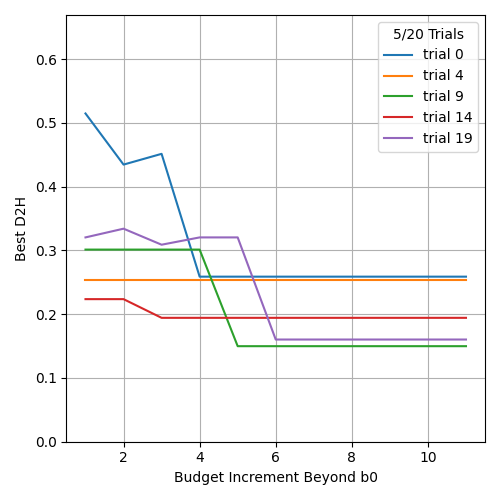 5/20 Trials
trial 0
trial 4
trial 9
trial 14
trial 19
0.6
0.5
0.4
0.3
0.2
0.1
0.0
Best D2H
2 4 6 8 10
Budget Increment Beyond b0